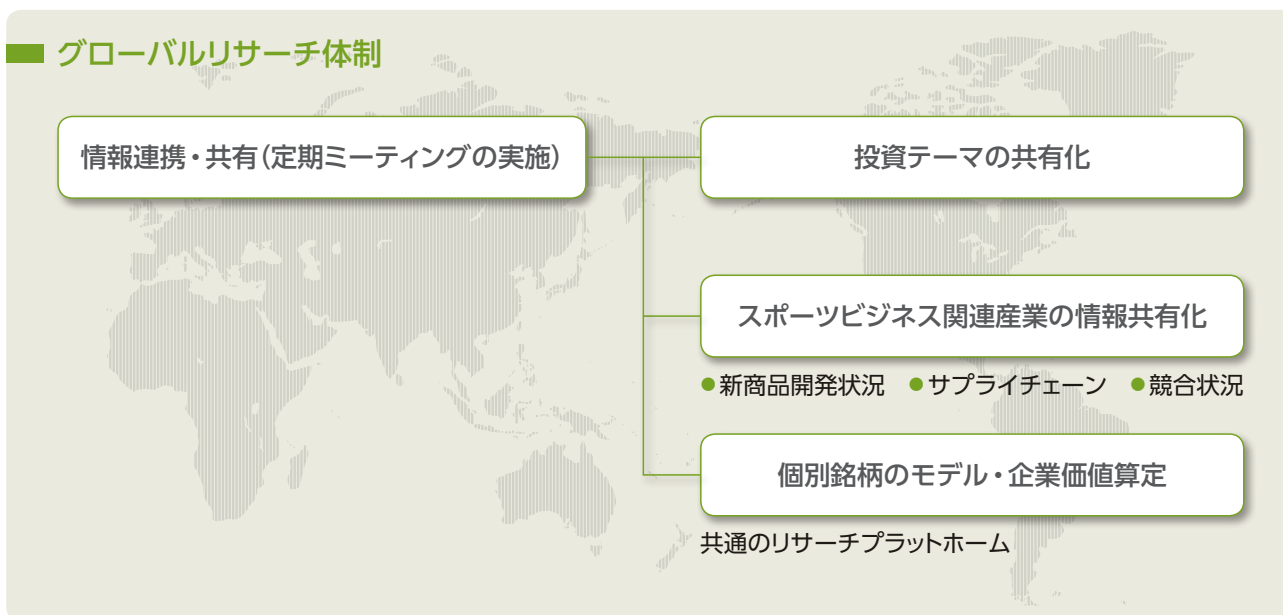 グローバルリサーチ体制
情報連携・共有(定期ミーティングの実施)
投資テーマの共有化
スポーツビジネス関連産業の情報共有化
●新商品開発状況 ●サプライチェーン ●競合状況
個別銘柄のモデル・企業価値算定
共通のリサーチプラットホーム